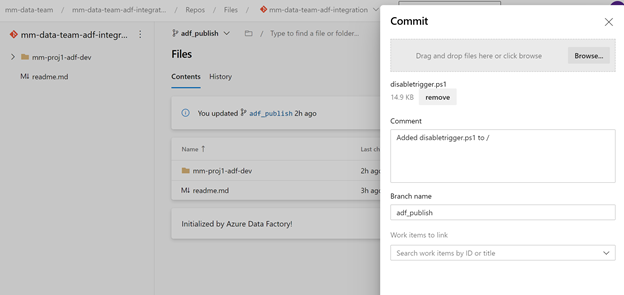 mm-data-team / mm-data-team-adf-integrat... / Repos / Files / mm-data-team-adf-integration
mm-data-team-adf-integr...
mm-proj1-adf-dev
readme.md
adf_publish / Type to find a file or folder...
Files
Contents History
You updated adf_publish 2h ago
Name ↑ Last ch
mm-proj1-adf-dev 2h a
readme.md 3h a
Initialized by Azure Data Factory!
Commit
Drag and drop files here or click browse Browse...
disabletrigger.ps1
14.9 KB remove
Comment
Added disabletrigger.ps1 to /
Branch name
adf_publish
Work items to link
Search work items by ID or title